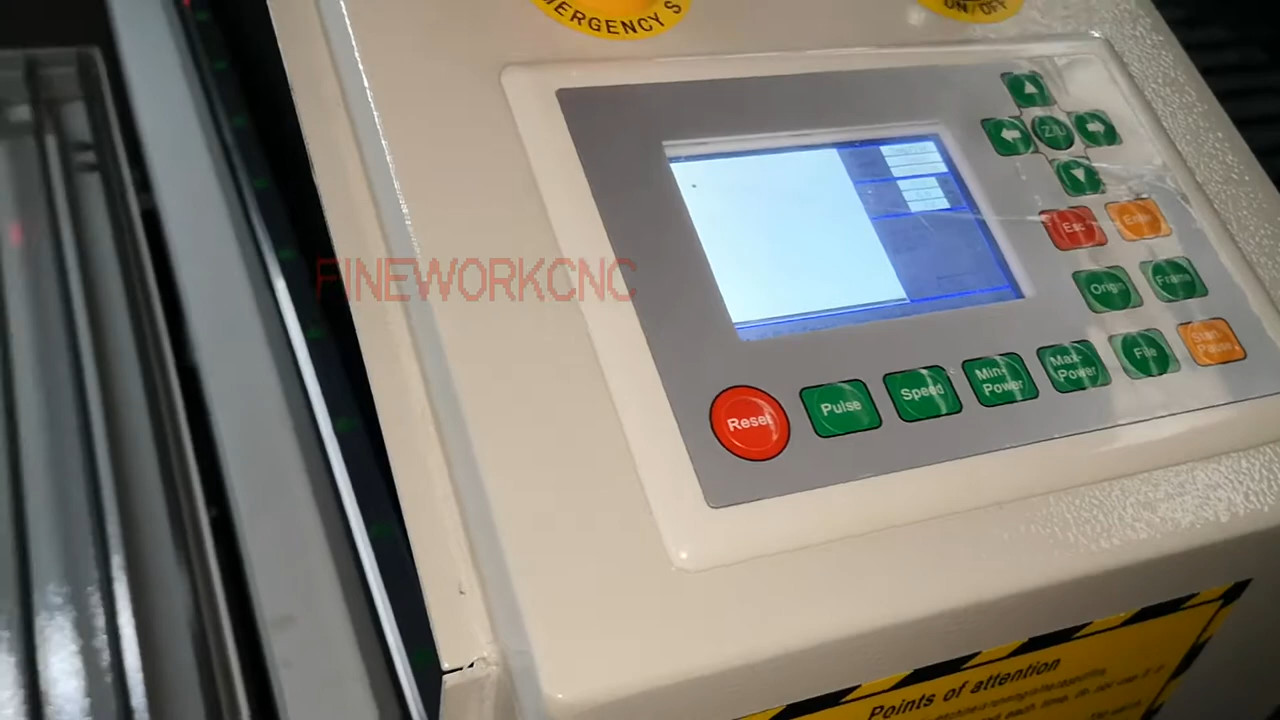 EMERGENCY S
ON/OFF
Z/U
Esc
Enter
Origin
Frame
FINEWORKCNC
Reset
Pulse
Speed
Min-
Power
Max-
Power
File
Start
Pause
Points of attention